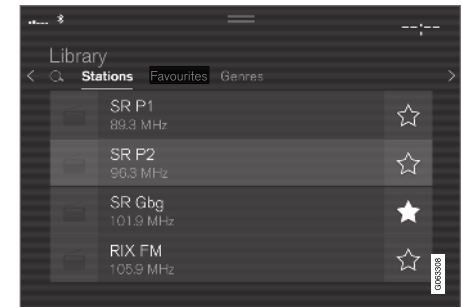 --:--
Library
Stations Favourites Genres
SR P1
89.3 MHz
SR P2
96.3 MHz
SR Gbg
101.9 MHz
RIX FM
105.9 MHz
G063308